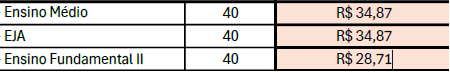 - Ensino Médio 40 R$ 34,87
- EJA 40 R$ 34,87
- Ensino Fundamental II 40 R$ 28,71